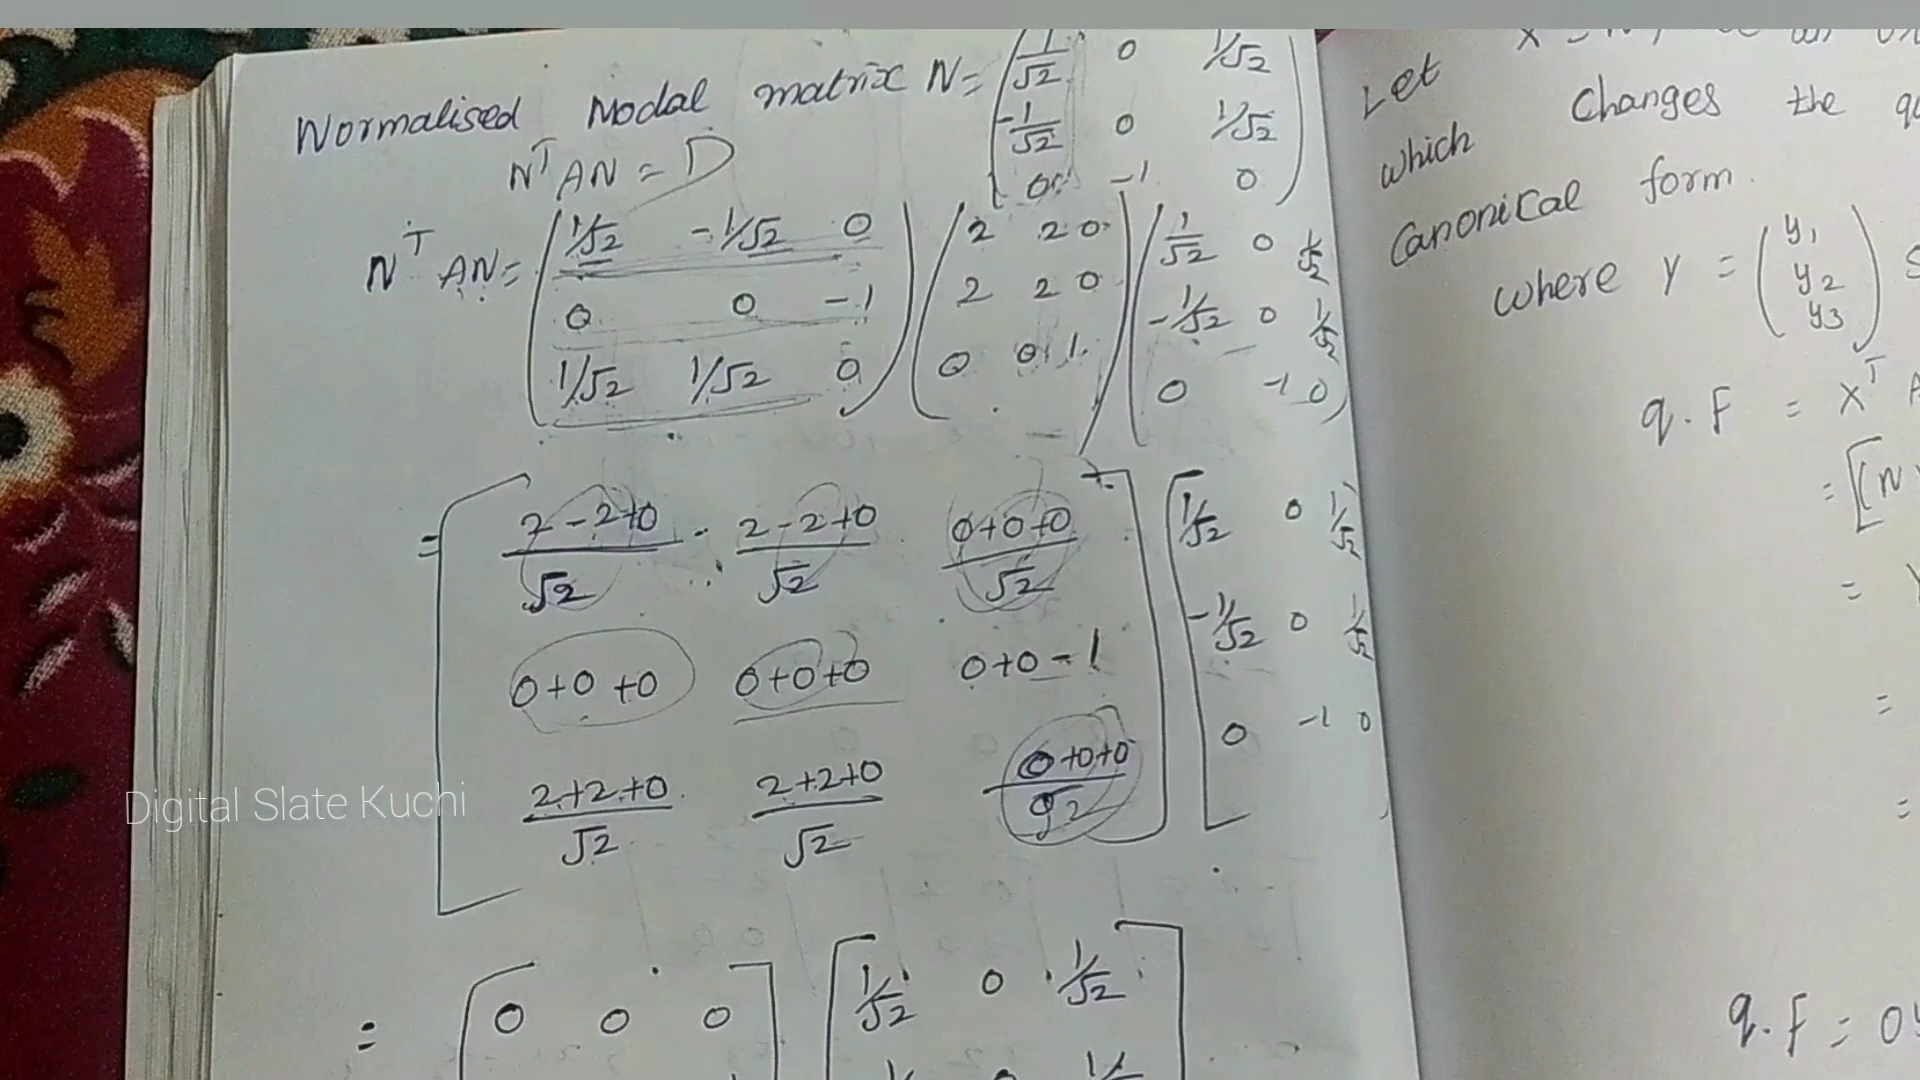 Normalised Modal matrix N = (1/√2 0 1/√2
-1/√2 0 1/√2
0 -1 0)
Nᵀ AN = D
Nᵀ AN = (1/√2 -1/√2 0
0 0 -1
1/√2 1/√2 0) (2 2 0
2 2 0
0 0 1) (1/√2 0 1/√2
-1/√2 0 1/√2
0 -1 0)
= [2-2+0/√2 2-2+0/√2 0+0+0/√2
0+0+0 0+0+0 0+0-1
2+2+0/√2 2+2+0/√2 0+0+0/√2] [1/√2 0 1/√2
-1/√2 0 1/√2
0 -1 0]
= [0 0 0] [1/√2 0 1/√2]
Let
which Changes the
Canonical form.
where Y = (y₁
y₂
y₃)
q.F = Xᵀ
= [(N
=
=
=
q.F = 0
Digital Slate Kuchi